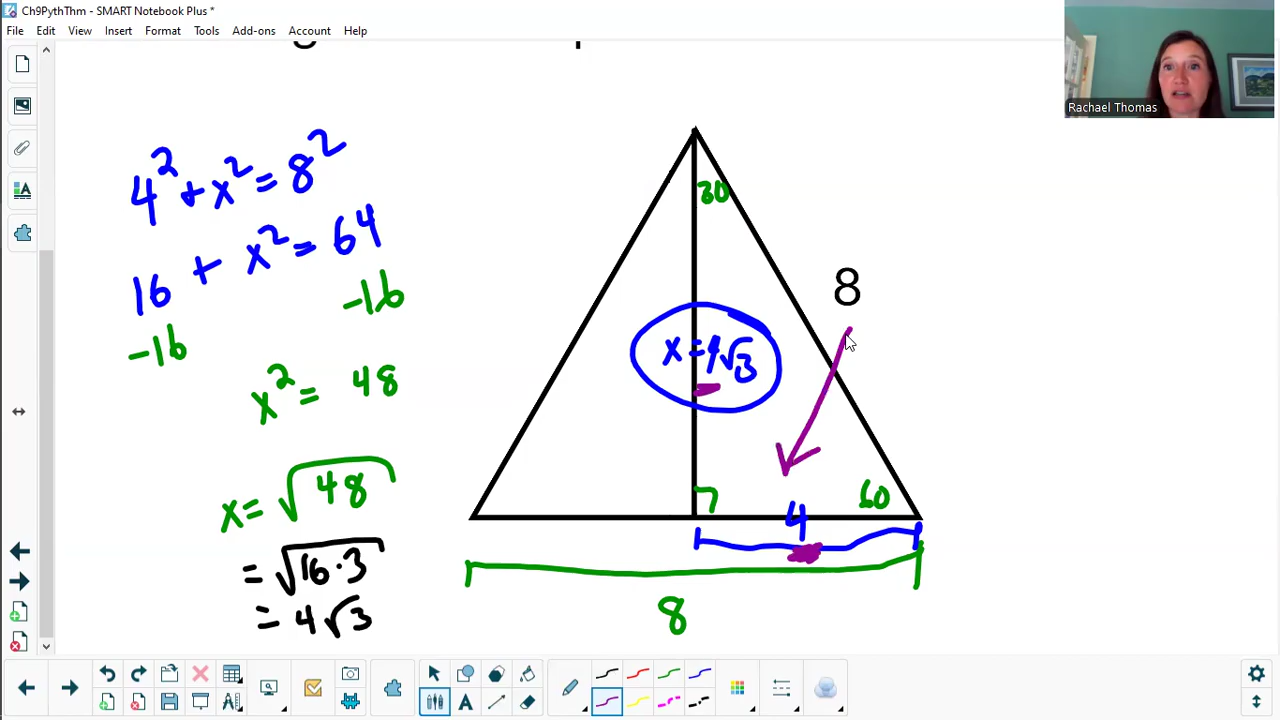 Ch9PythThm - SMART Notebook Plus *
File Edit View Insert Format Tools Add-ons Account Help
Rachael Thomas
4² + x² = 8²
16 + x² = 64
-16 -16
x² = 48
x = √48
= √16·3
= 4√3
30
8
x = 4√3
60
4
8